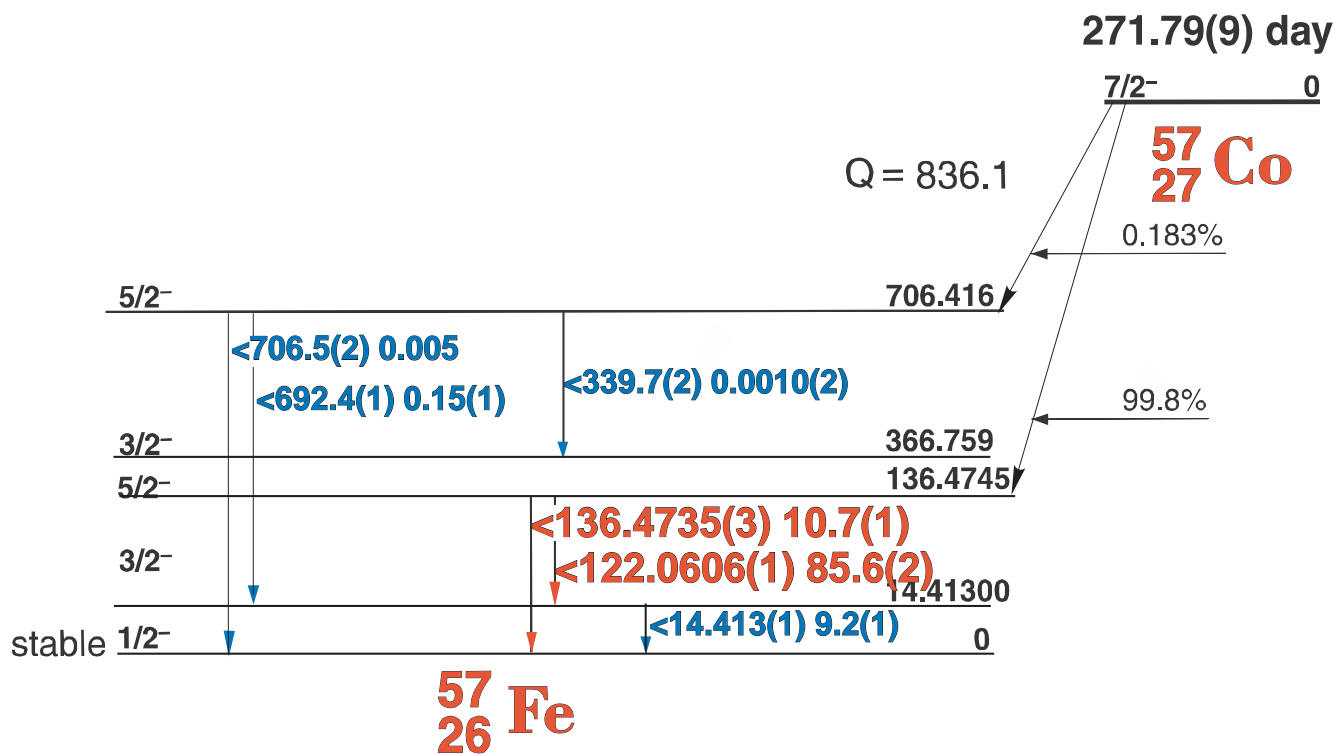 271.79(9) day
7/2⁻ 0
57
27 Co
Q = 836.1
0.183%
5/2⁻ 706.416
<706.5(2) 0.005
<692.4(1) 0.15(1)
<339.7(2) 0.0010(2)
99.8%
3/2⁻ 366.759
5/2⁻ 136.4745
<136.4735(3) 10.7(1)
3/2⁻ <122.0606(1) 85.6(2)
14.41300
<14.413(1) 9.2(1)
stable 1/2⁻ 0
57
26 Fe